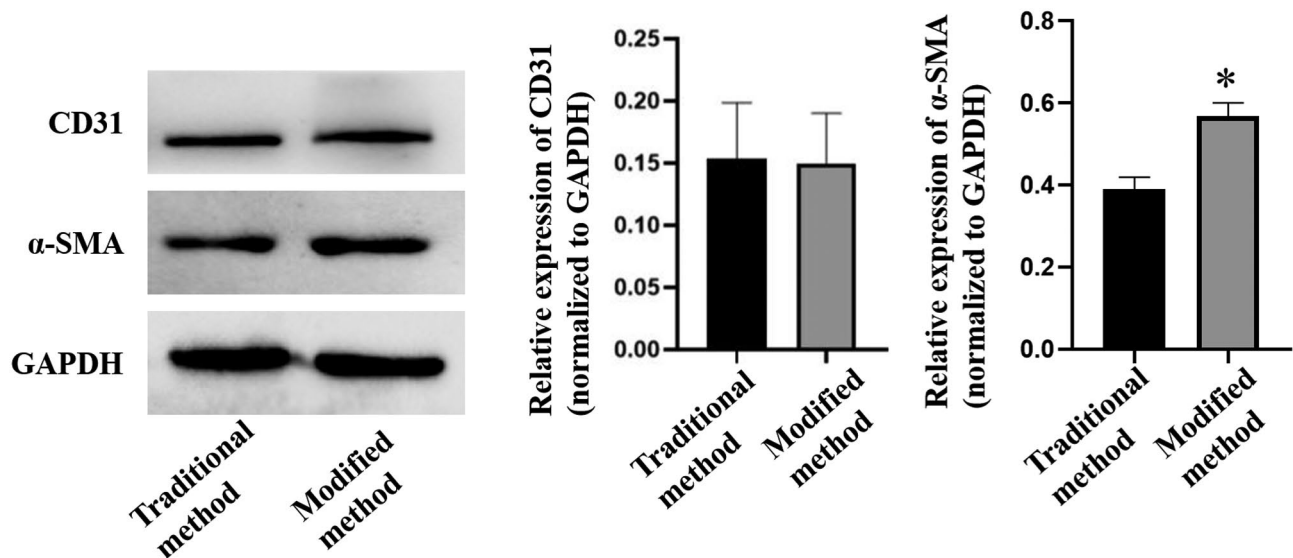 CD31
α-SMA
GAPDH
Traditional
method
Modified
method
Relative expression of CD31
(normalized to GAPDH)
0.25
0.20
0.15
0.10
0.05
0.00
Traditional
method
Modified
method
Relative expression of α-SMA
(normalized to GAPDH)
0.8
0.6
0.4
0.2
0.0
*
Traditional
method
Modified
method